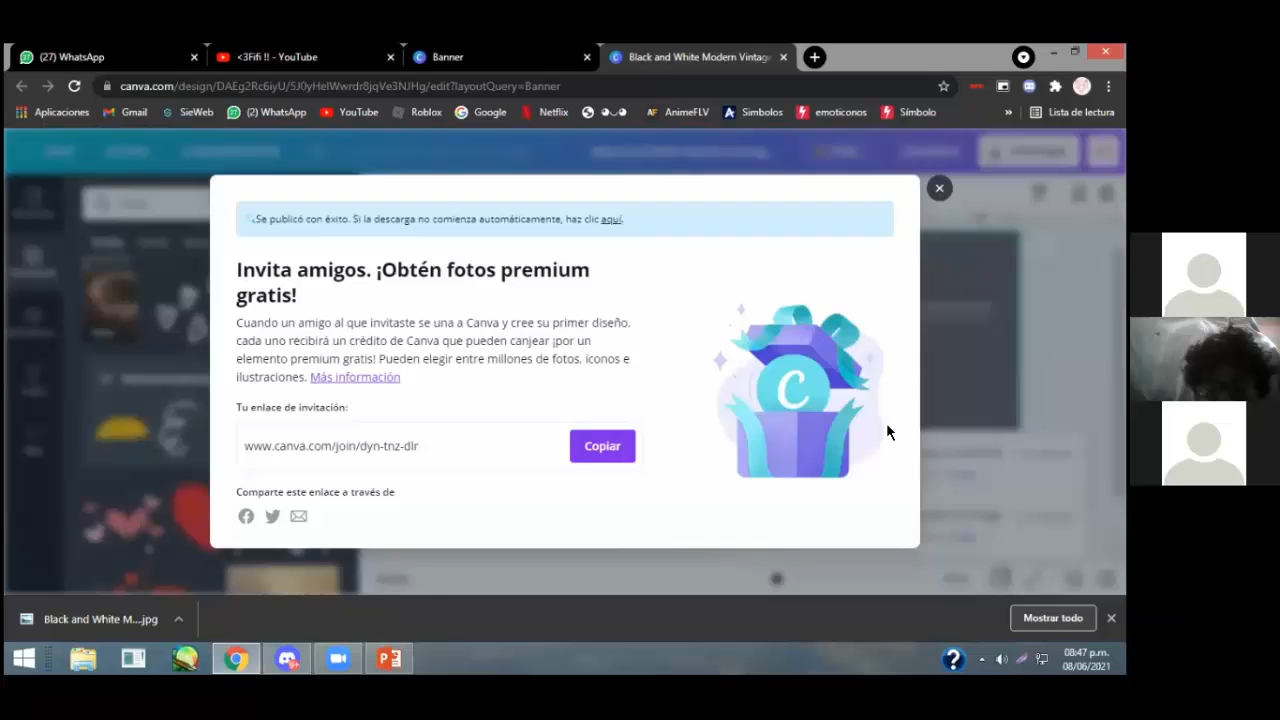 (27) WhatsApp
<3Fifi !! - YouTube
Banner
Black and White Modern Vintag
canva.com/design/DAEg2Rc6iyU/5J0yHelWwrdr8jqVe3NJHg/edit?layoutQuery=Banner
Aplicaciones
Gmail
SieWeb
(2) WhatsApp
YouTube
Roblox
Google
Netflix
AnimeFLV
Simbolos
emoticonos
Símbolo
»
Lista de lectura
Se publicó con éxito. Si la descarga no comienza automáticamente, haz clic aquí.
Invita amigos. ¡Obtén fotos premium
gratis!
Cuando un amigo al que invitaste se una a Canva y cree su primer diseño,
cada uno recibirá un crédito de Canva que pueden canjear ¡por un
elemento premium gratis! Pueden elegir entre millones de fotos, íconos e
ilustraciones. Más información
Tu enlace de invitación:
www.canva.com/join/dyn-tnz-dlr
Copiar
Comparte este enlace a través de
Black and White M....jpg
Mostrar todo
08:47 p.m.
08/06/2021